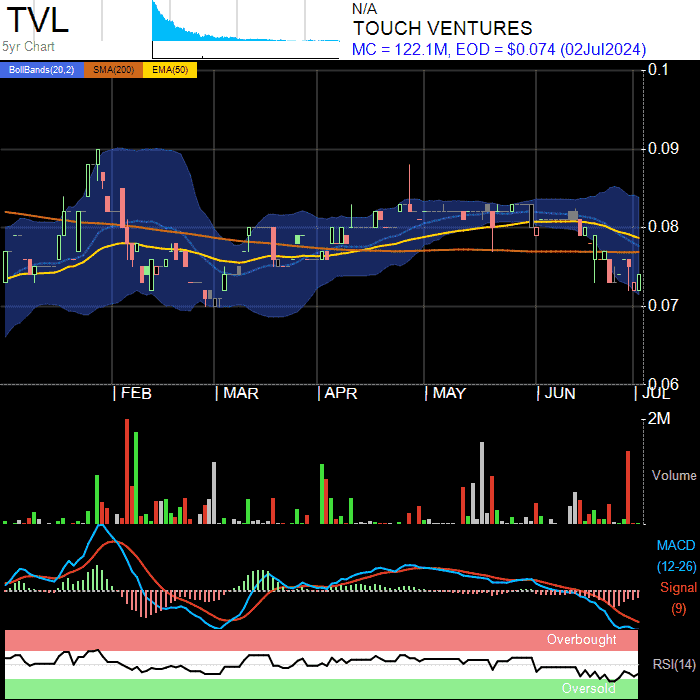 TVL
5yr Chart
N/A
TOUCH VENTURES
MC = 122.1M, EOD = $0.074 (02Jul2024)
BollBands(20,2) SMA(200) EMA(50)
0.1
0.09
0.08
0.07
0.06
FEB MAR APR MAY JUN JUL
2M
Volume
MACD
(12-26)
Signal
(9)
Overbought
RSI(14)
Oversold